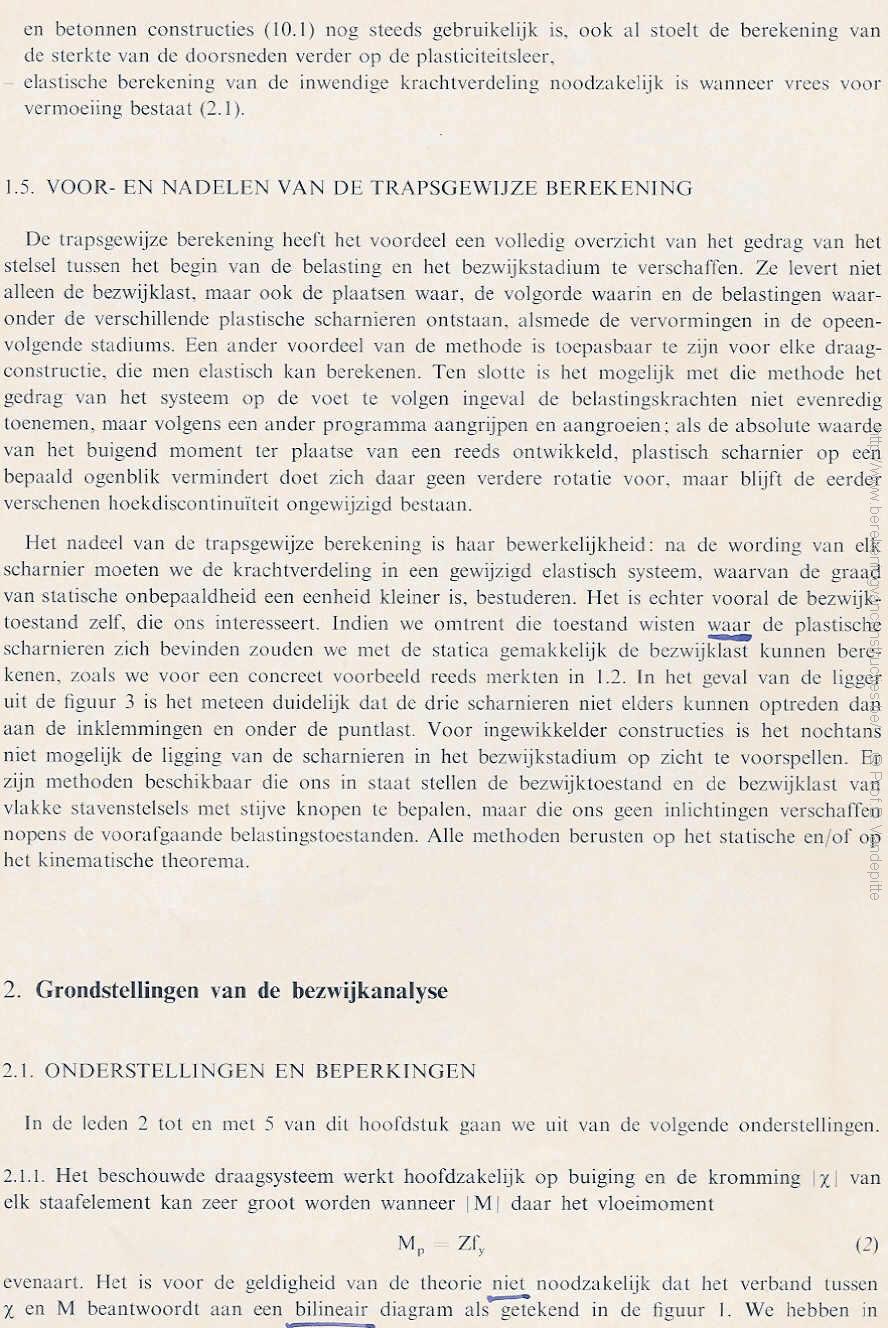 en betonnen constructies (10.1) nog steeds gebruikelijk is, ook al stoelt de berekening van
de sterkte van de doorsneden verder op de plasticiteitsleer,
– elastische berekening van de inwendige krachtverdeling noodzakelijk is wanneer vrees voor
vermoeiing bestaat (2.1).
1.5. VOOR- EN NADELEN VAN DE TRAPSGEWIJZE BEREKENING
De trapsgewijze berekening heeft het voordeel een volledig overzicht van het gedrag van het
stelsel tussen het begin van de belasting en het bezwijkstadium te verschaffen. Ze levert niet
alleen de bezwijklast, maar ook de plaatsen waar, de volgorde waarin en de belastingen waar-
onder de verschillende plastische scharnieren ontstaan, alsmede de vervormingen in de opeen-
volgende stadiums. Een ander voordeel van de methode is toepasbaar te zijn voor elke draag-
constructie, die men elastisch kan berekenen. Ten slotte is het mogelijk met die methode het
gedrag van het systeem op de voet te volgen ingeval de belastingskrachten niet evenredig
toenemen, maar volgens een ander programma aangrijpen en aangroeien; als de absolute waarde
van het buigend moment ter plaatse van een reeds ontwikkeld, plastisch scharnier op een
bepaald ogenblik vermindert doet zich daar geen verdere rotatie voor, maar blijft de eerder
verschenen hoekdiscontinuïteit ongewijzigd bestaan.
Het nadeel van de trapsgewijze berekening is haar bewerkelijkheid: na de wording van elk
scharnier moeten we de krachtverdeling in een gewijzigd elastisch systeem, waarvan de graad
van statische onbepaaldheid een eenheid kleiner is, bestuderen. Het is echter vooral de bezwijk-
toestand zelf, die ons interesseert. Indien we omtrent die toestand wisten waar de plastische
scharnieren zich bevinden zouden we met de statica gemakkelijk de bezwijklast kunnen bere-
kenen, zoals we voor een concreet voorbeeld reeds merkten in 1.2. In het geval van de ligger
uit de figuur 3 is het meteen duidelijk dat de drie scharnieren niet elders kunnen optreden dan
aan de inklemmingen en onder de puntlast. Voor ingewikkelder constructies is het nochtans
niet mogelijk de ligging van de scharnieren in het bezwijkstadium op zicht te voorspellen. Er
zijn methoden beschikbaar die ons in staat stellen de bezwijktoestand en de bezwijklast van
vlakke stavenstelsels met stijve knopen te bepalen, maar die ons geen inlichtingen verschaffen
nopens de voorafgaande belastingstoestanden. Alle methoden berusten op het statische en/of op
het kinematische theorema.
2. Grondstellingen van de bezwijkanalyse
2.1. ONDERSTELLINGEN EN BEPERKINGEN
In de leden 2 tot en met 5 van dit hoofdstuk gaan we uit van de volgende onderstellingen.
2.1.1. Het beschouwde draagsysteem werkt hoofdzakelijk op buiging en de kromming |χ| van
elk staafelement kan zeer groot worden wanneer |M| daar het vloeimoment
Mp = Zfy (2)
evenaart. Het is voor de geldigheid van de theorie niet noodzakelijk dat het verband tussen
χ en M beantwoordt aan een bilineair diagram als getekend in de figuur 1. We hebben in